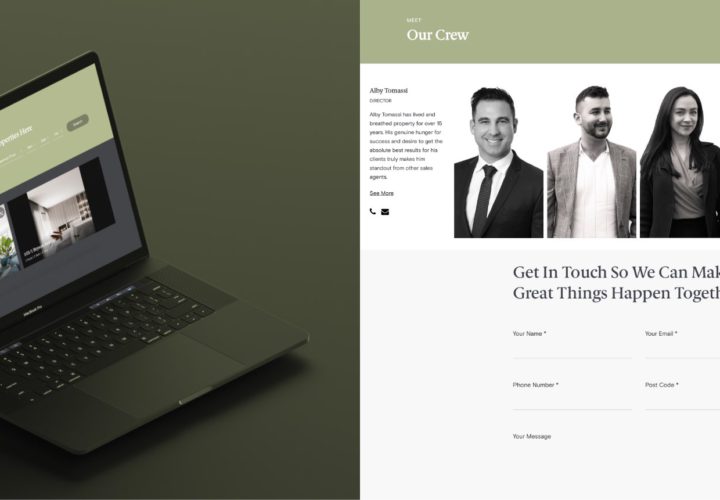 MEET
Our Crew
Alby Tomassi
DIRECTOR
Alby Tomassi has lived and
breathed property for over 15
years. His genuine hunger for
success and desire to get the
absolute best results for his
clients truly makes him
standout from other sales
agents.
See More
Get In Touch So We Can Mak
Great Things Happen Togeth
Your Name *
Your Email *
Phone Number *
Post Code *
Your Message
Here
MacBook Pro